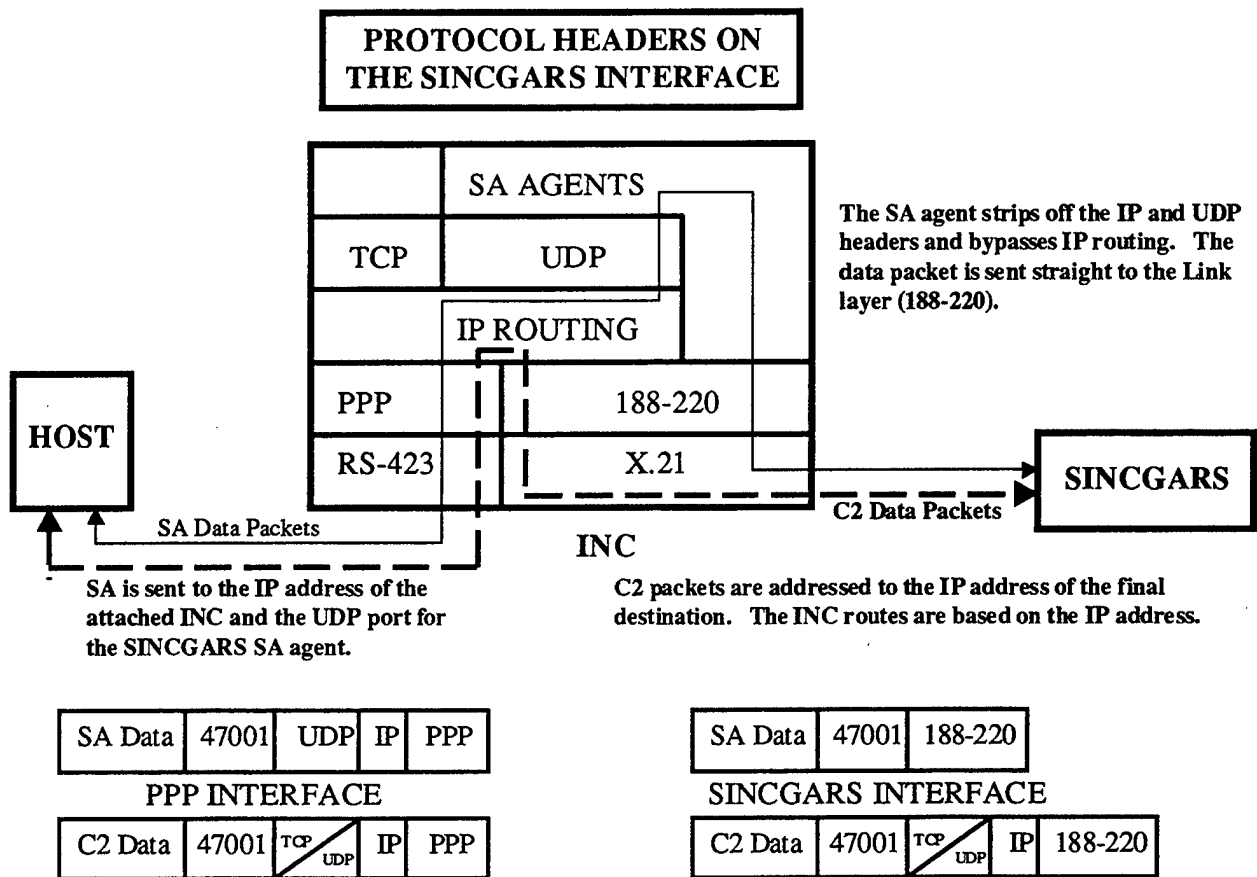 PROTOCOL HEADERS ON
THE SINCGARS INTERFACE
SA AGENTS
TCP
UDP
IP ROUTING
PPP
188-220
RS-423
X.21
The SA agent strips off the IP and UDP
headers and bypasses IP routing. The
data packet is sent straight to the Link
layer (188-220).
HOST
SINCGARS
SA Data Packets
C2 Data Packets
INC
SA is sent to the IP address of the
attached INC and the UDP port for
the SINCGARS SA agent.
C2 packets are addressed to the IP address of the final
destination. The INC routes are based on the IP address.
SA Data 47001 UDP IP PPP
PPP INTERFACE
C2 Data 47001 TCP UDP IP PPP
SA Data 47001 188-220
SINCGARS INTERFACE
C2 Data 47001 TCP UDP IP 188-220